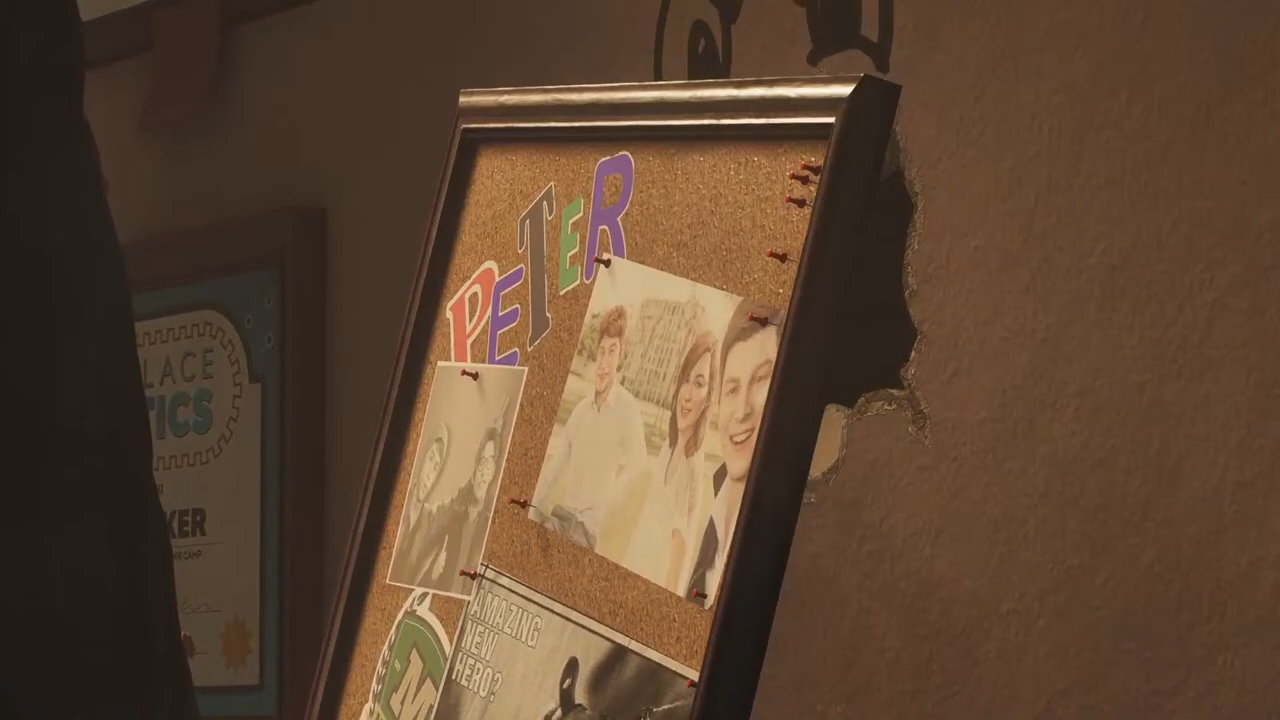 PETER
LACE
TICS
KER
AMAZING
NEW
HERO?
M